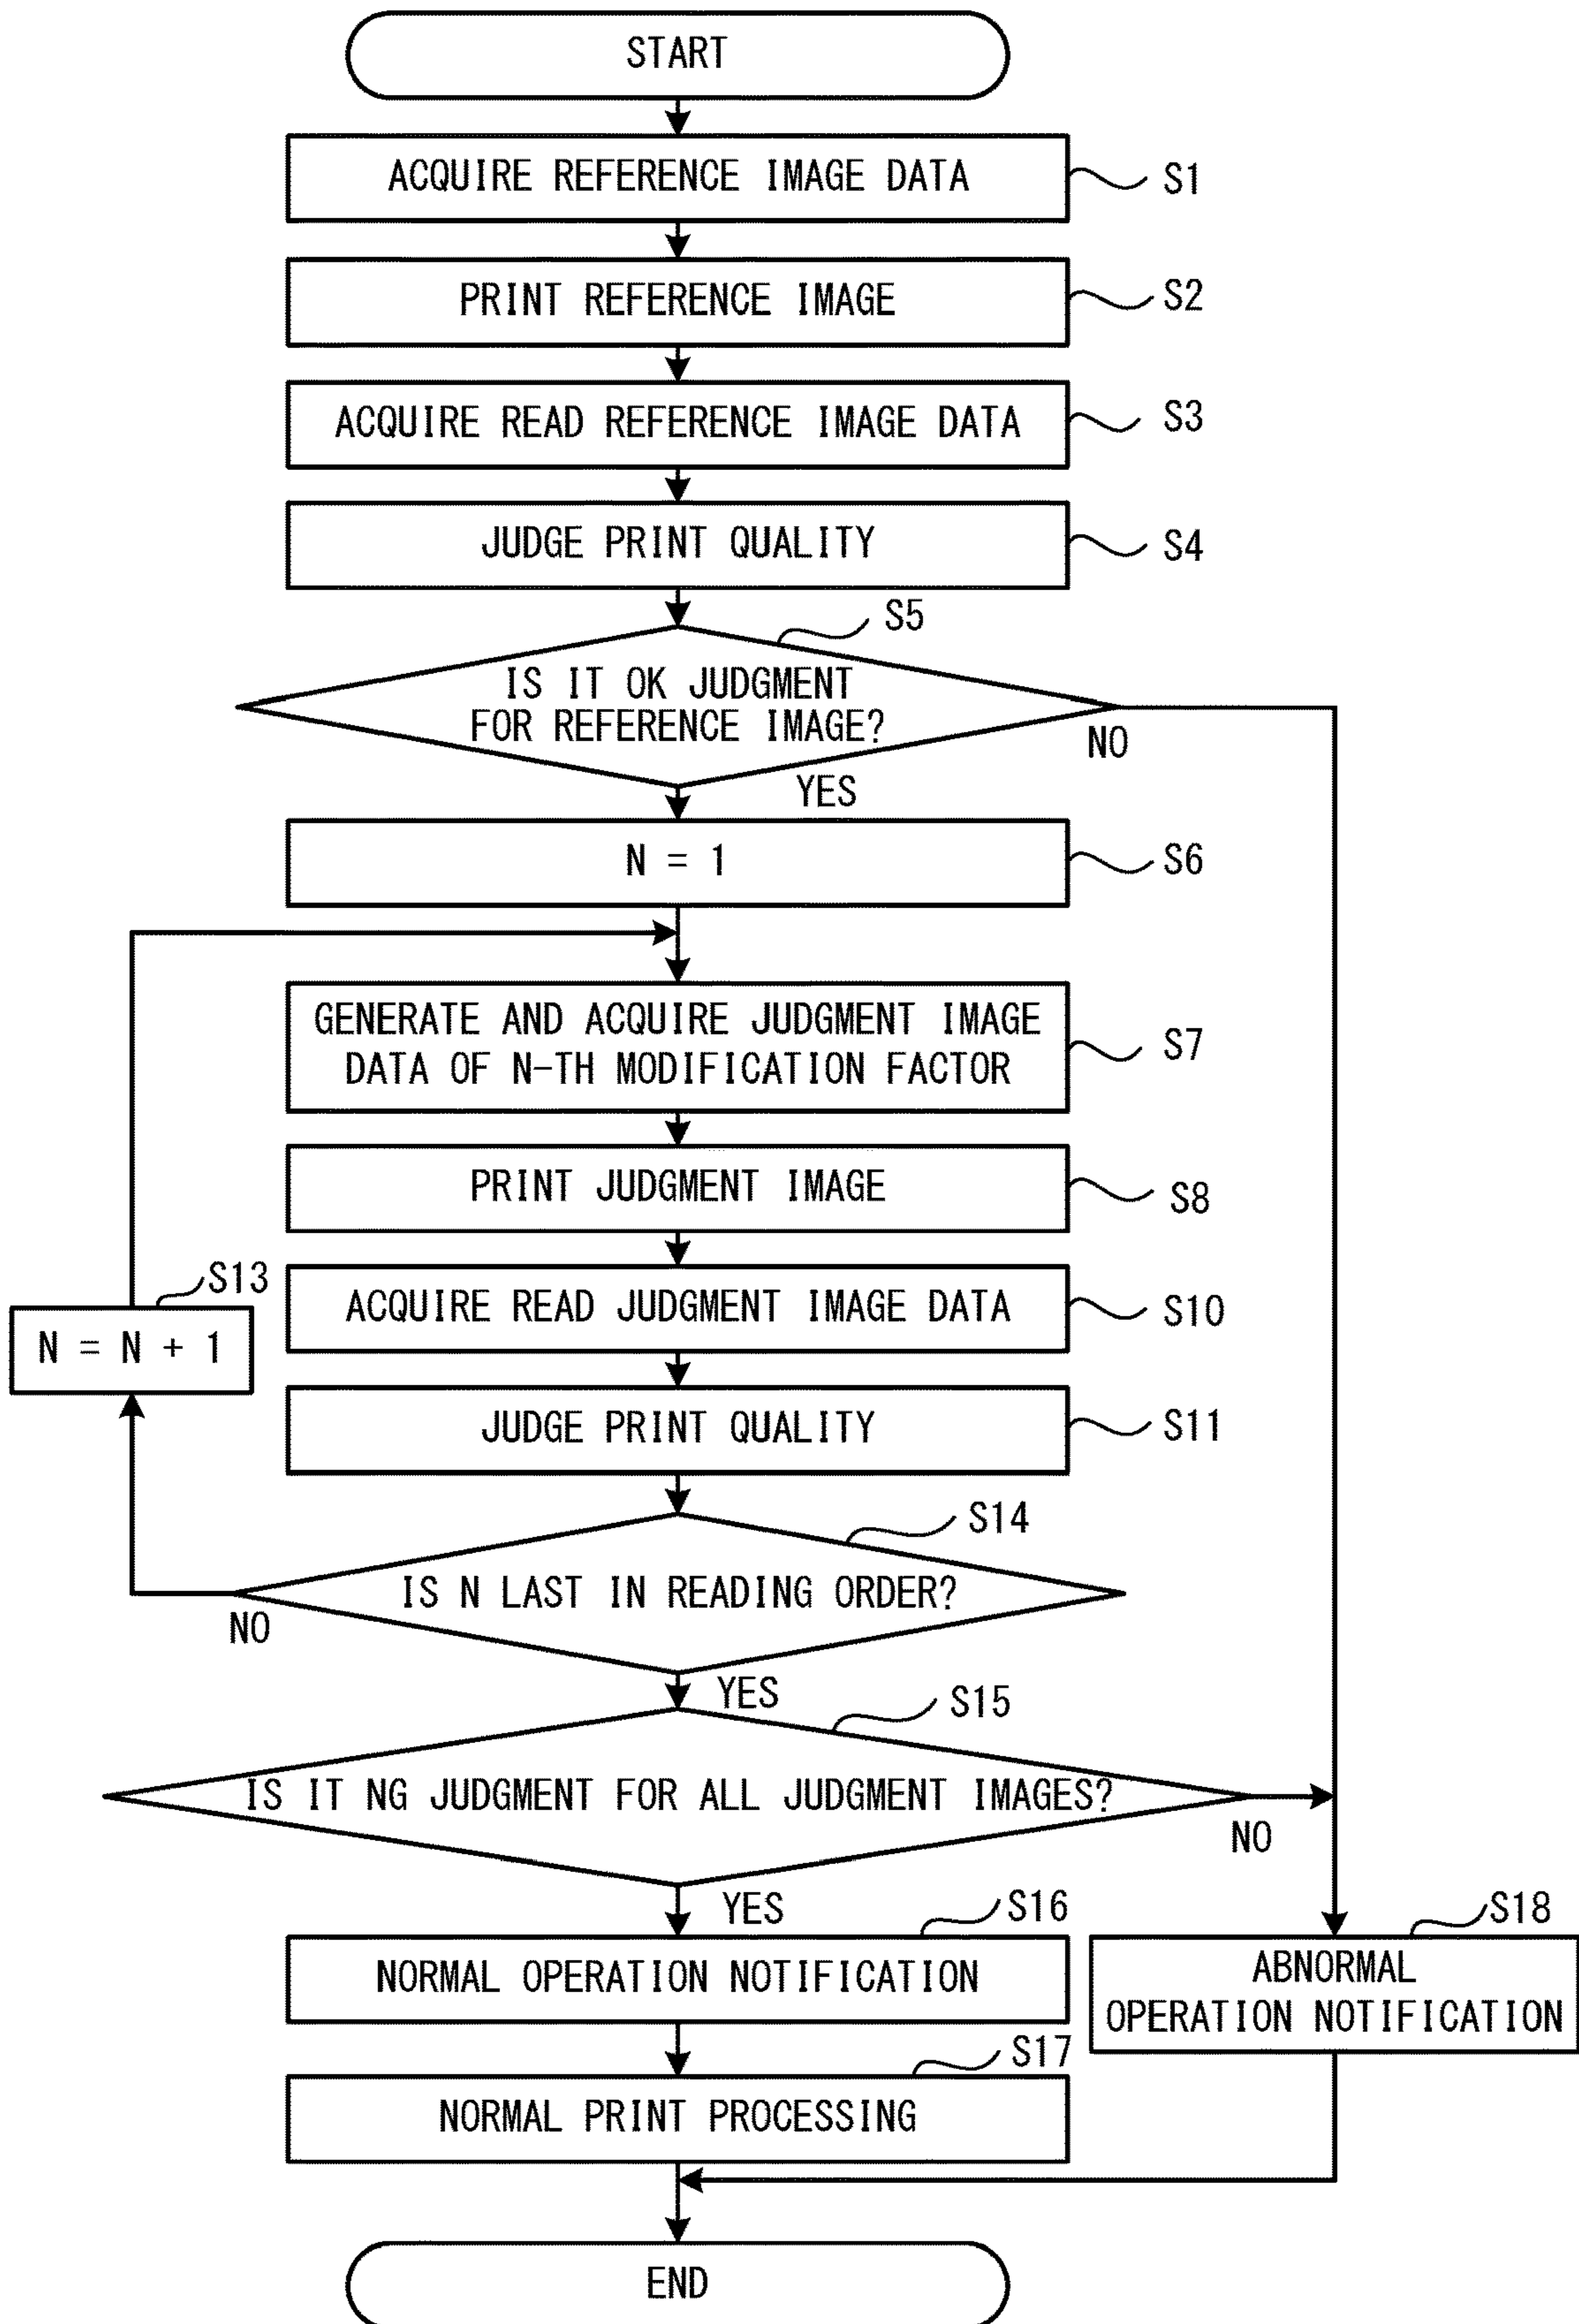 START
ACQUIRE REFERENCE IMAGE DATA
S1
PRINT REFERENCE IMAGE
S2
ACQUIRE READ REFERENCE IMAGE DATA
S3
JUDGE PRINT QUALITY
S4
S5
IS IT OK JUDGMENT
FOR REFERENCE IMAGE?
NO
YES
N = 1
S6
GENERATE AND ACQUIRE JUDGMENT IMAGE
DATA OF N-TH MODIFICATION FACTOR
S7
PRINT JUDGMENT IMAGE
S8
S13
N = N + 1
ACQUIRE READ JUDGMENT IMAGE DATA
S10
JUDGE PRINT QUALITY
S11
S14
IS N LAST IN READING ORDER?
NO
YES
S15
IS IT NG JUDGMENT FOR ALL JUDGMENT IMAGES?
NO
YES
S16
NORMAL OPERATION NOTIFICATION
S18
ABNORMAL
OPERATION NOTIFICATION
S17
NORMAL PRINT PROCESSING
END